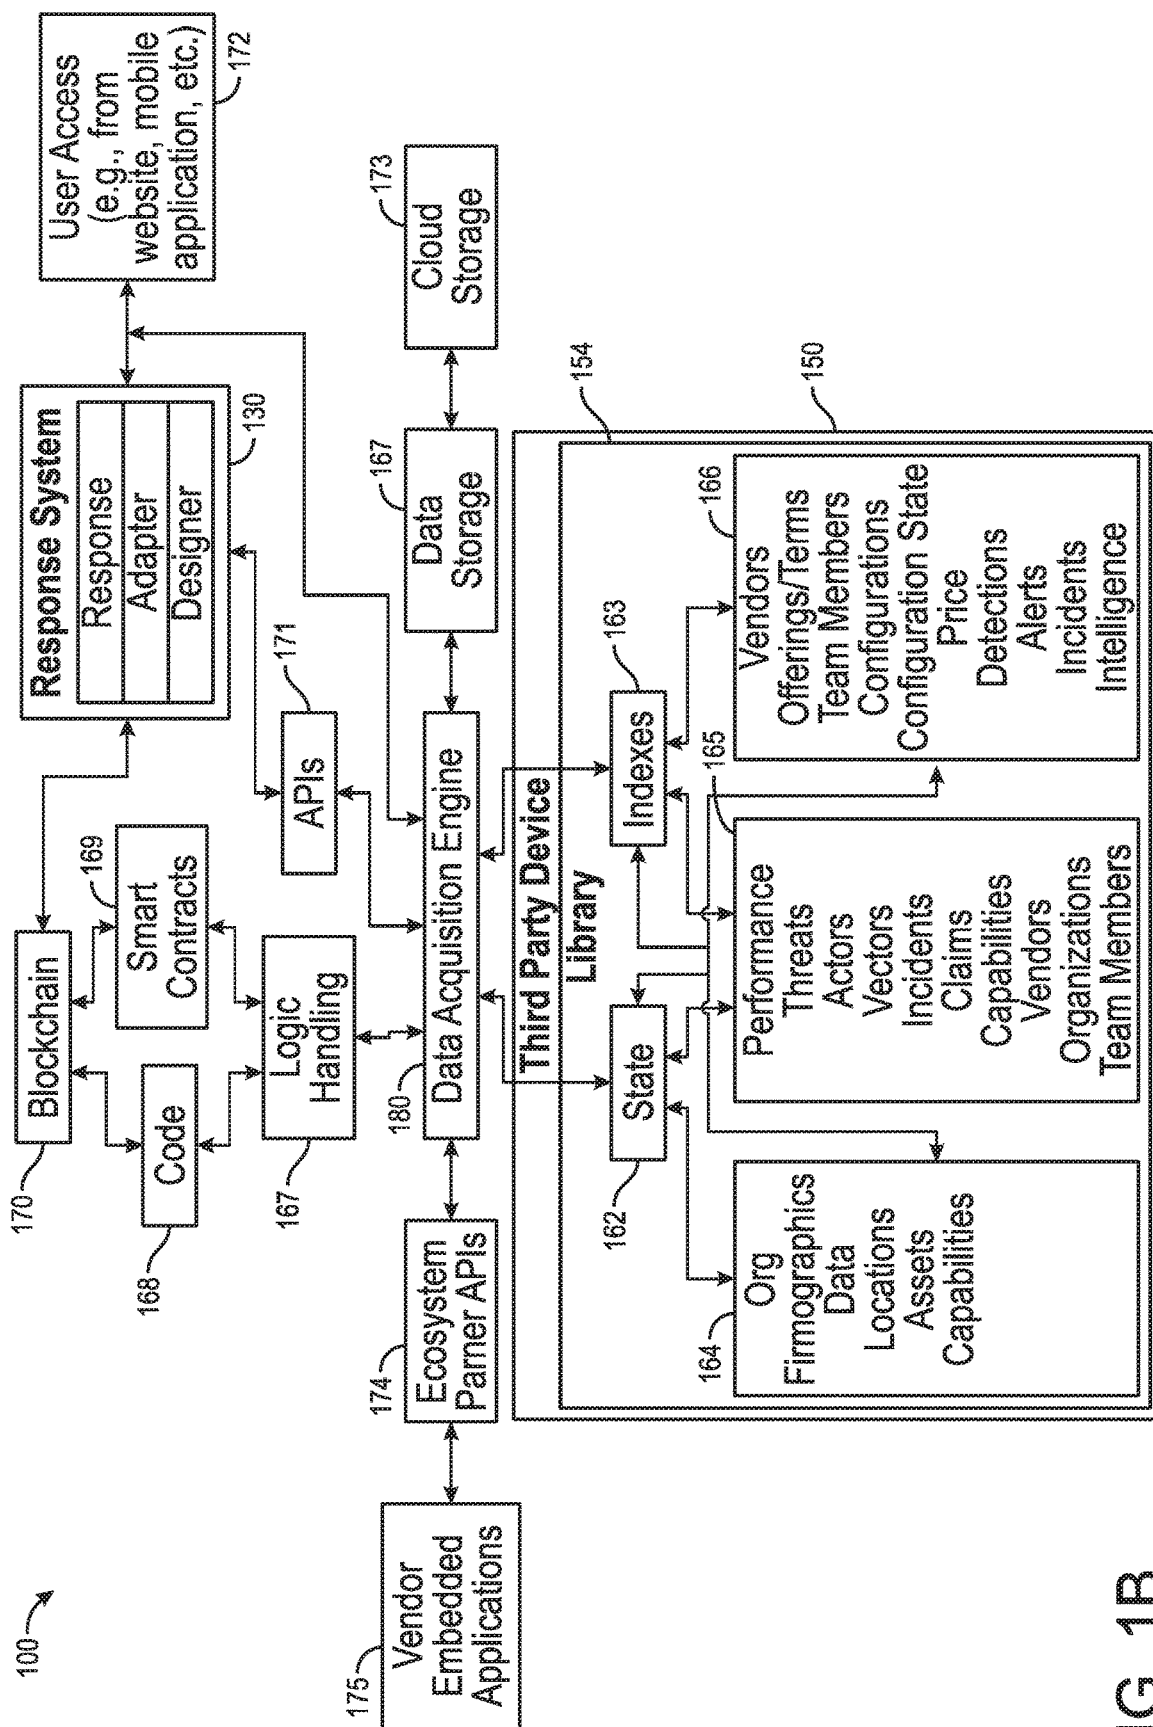 100
170
Blockchain
168
Code
169
Smart
Contracts
167
Logic
Handling
Response System
Response
Adapter
Designer
130
User Access
(e.g., from
website, mobile
application, etc.)
172
171
APIs
175
Vendor
Embedded
Applications
174
Ecosystem
Parner APIs
180
Data Acquisition Engine
167
Data
Storage
173
Cloud
Storage
Third Party Device
Library
154
150
162
State
163
Indexes
164
Org
Firmographics
Data
Locations
Assets
Capabilities
165
Performance
Threats
Actors
Vectors
Incidents
Claims
Capabilities
Vendors
Organizations
Team Members
166
Vendors
Offerings/Terms
Team Members
Configurations
Configuration State
Price
Detections
Alerts
Incidents
Intelligence